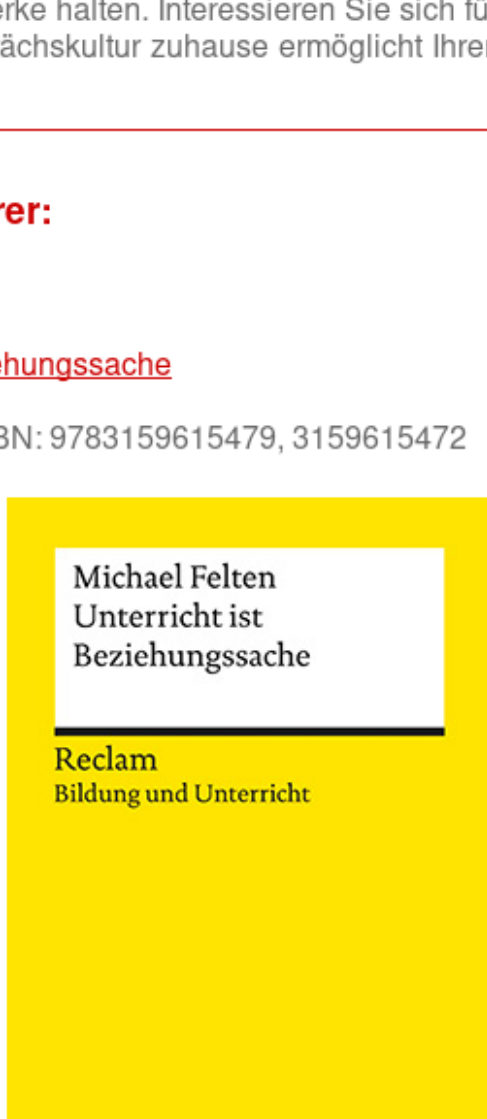 erke halten. Interessieren Sie sich fü
ächskultur zuhause ermöglicht Ihrer
rer:
ehungssache
BN: 9783159615479, 3159615472
Michael Felten
Unterricht ist
Beziehungssache
Reclam
Bildung und Unterricht